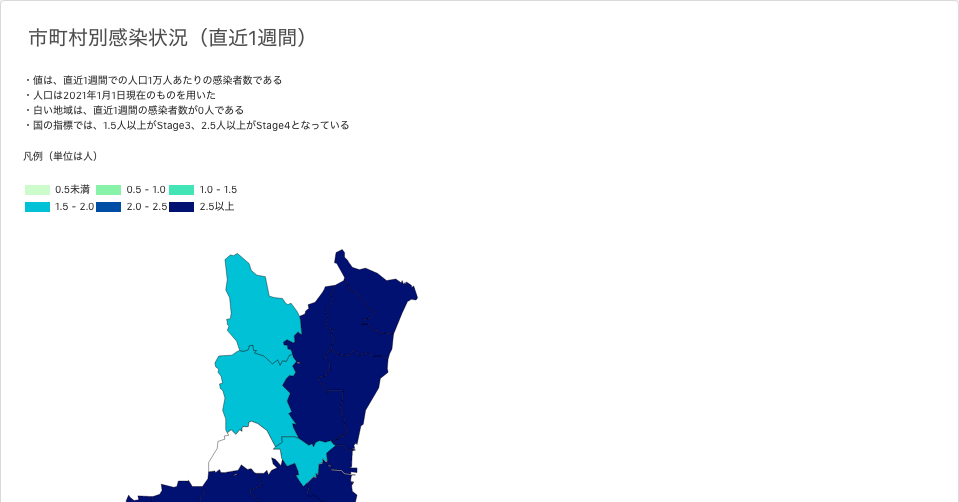 市町村別感染状況（直近1週間）
・値は、直近1週間での人口1万人あたりの感染者数である
・人口は2021年1月1日現在のものを用いた
・白い地域は、直近1週間の感染者数が0人である
・国の指標では、1.5人以上がStage3、2.5人以上がStage4となっている
凡例（単位は人）
0.5未満 0.5 - 1.0 1.0 - 1.5
1.5 - 2.0 2.0 - 2.5 2.5以上